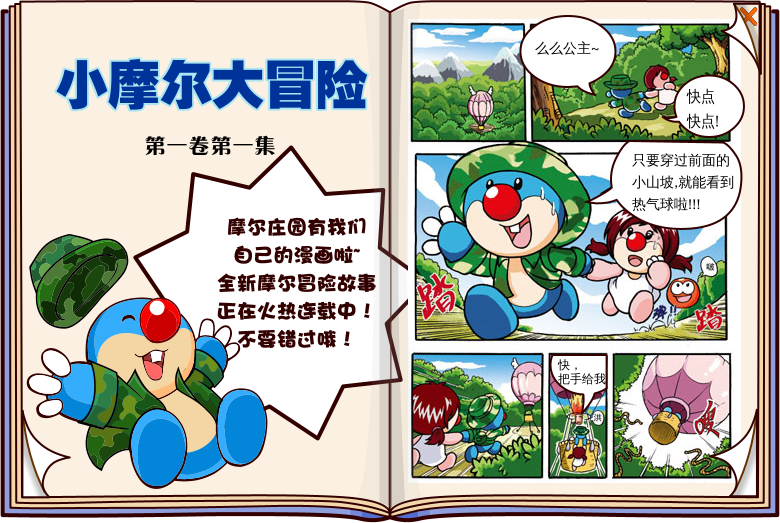 小摩尔大冒险
第一卷第一集
摩尔庄园有我们
自己的漫画啦~
全新摩尔冒险故事
正在火热连载中！
不要错过哦！
么么公主~
快点
快点!
只要穿过前面的
小山坡,就能看到
热气球啦!!!
啵
踏
踏
快，
把手给我
洪
嗖